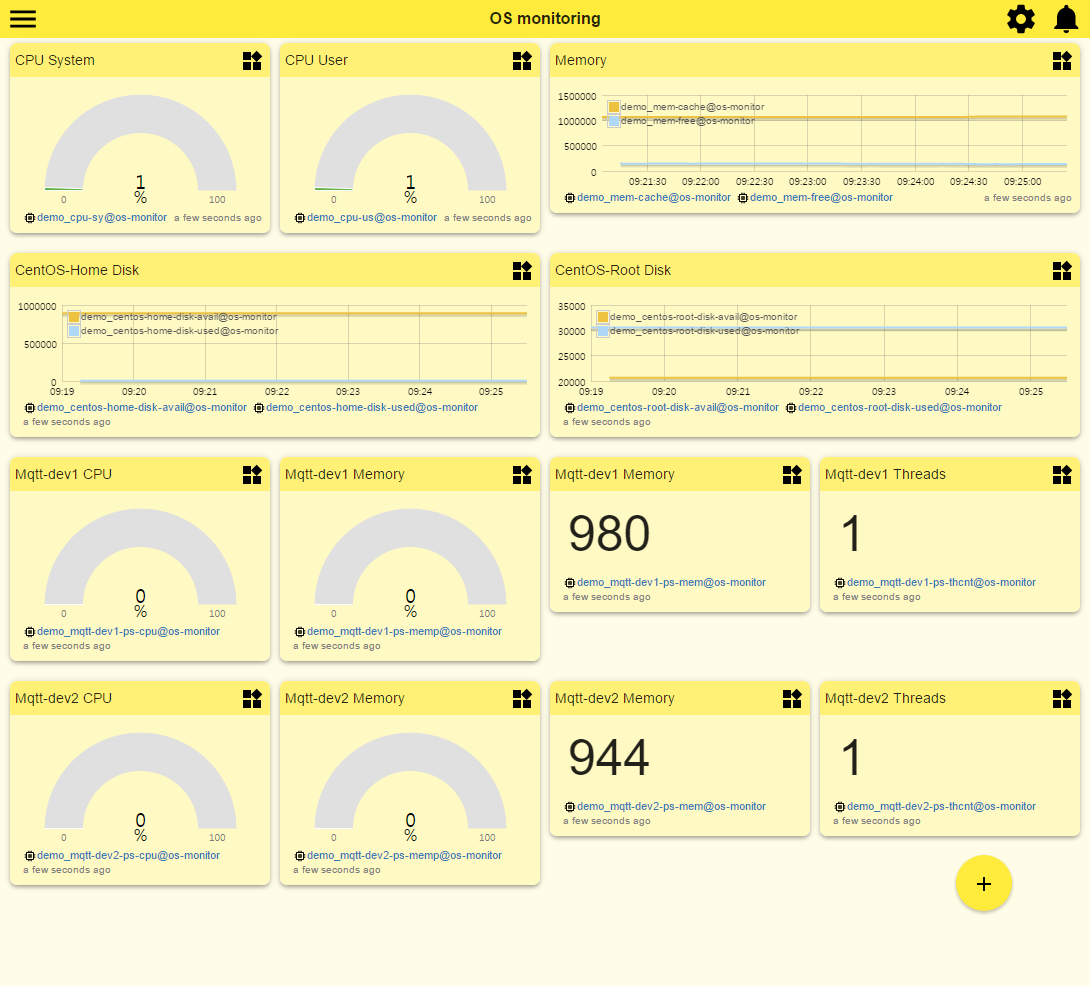 OS monitoring
CPU System
1
%
0 100
demo_cpu-sy@os-monitor a few seconds ago
CPU User
1
%
0 100
demo_cpu-us@os-monitor a few seconds ago
Memory
1500000
1000000
500000
0
demo_mem-cache@os-monitor
demo_mem-free@os-monitor
09:21:30 09:22:00 09:22:30 09:23:00 09:23:30 09:24:00 09:24:30 09:25:00
demo_mem-cache@os-monitor demo_mem-free@os-monitor a few seconds ago
CentOS-Home Disk
1000000
500000
0
demo_centos-home-disk-avail@os-monitor
demo_centos-home-disk-used@os-monitor
09:19 09:20 09:21 09:22 09:23 09:24 09:25
demo_centos-home-disk-avail@os-monitor demo_centos-home-disk-used@os-monitor
a few seconds ago
CentOS-Root Disk
35000
30000
25000
20000
demo_centos-root-disk-avail@os-monitor
demo_centos-root-disk-used@os-monitor
09:19 09:20 09:21 09:22 09:23 09:24 09:25
demo_centos-root-disk-avail@os-monitor demo_centos-root-disk-used@os-monitor
a few seconds ago
Mqtt-dev1 CPU
0
%
0 100
demo_mqtt-dev1-ps-cpu@os-monitor
a few seconds ago
Mqtt-dev1 Memory
0
%
0 100
demo_mqtt-dev1-ps-memp@os-monitor
a few seconds ago
Mqtt-dev1 Memory
980
demo_mqtt-dev1-ps-mem@os-monitor
a few seconds ago
Mqtt-dev1 Threads
1
demo_mqtt-dev1-ps-thcnt@os-monitor
a few seconds ago
Mqtt-dev2 CPU
0
%
0 100
demo_mqtt-dev2-ps-cpu@os-monitor
a few seconds ago
Mqtt-dev2 Memory
0
%
0 100
demo_mqtt-dev2-ps-memp@os-monitor
a few seconds ago
Mqtt-dev2 Memory
944
demo_mqtt-dev2-ps-mem@os-monitor
a few seconds ago
Mqtt-dev2 Threads
1
demo_mqtt-dev2-ps-thcnt@os-monitor
a few seconds ago
+